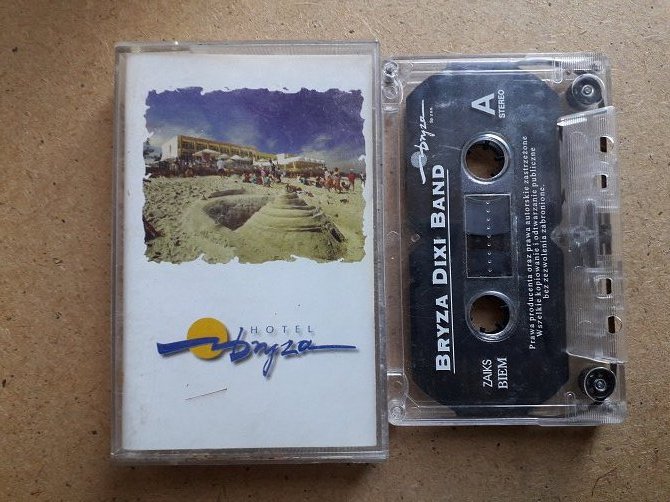 HOTEL
bryza
A
STEREO
bryza
BRYZA DIXI BAND
Prawa producenta oraz prawa autorskie zastrzeżone
Wszelkie kopiowanie i odtwarzanie publiczne
bez zezwolenia zabronione.
ZAIKS
BIEM